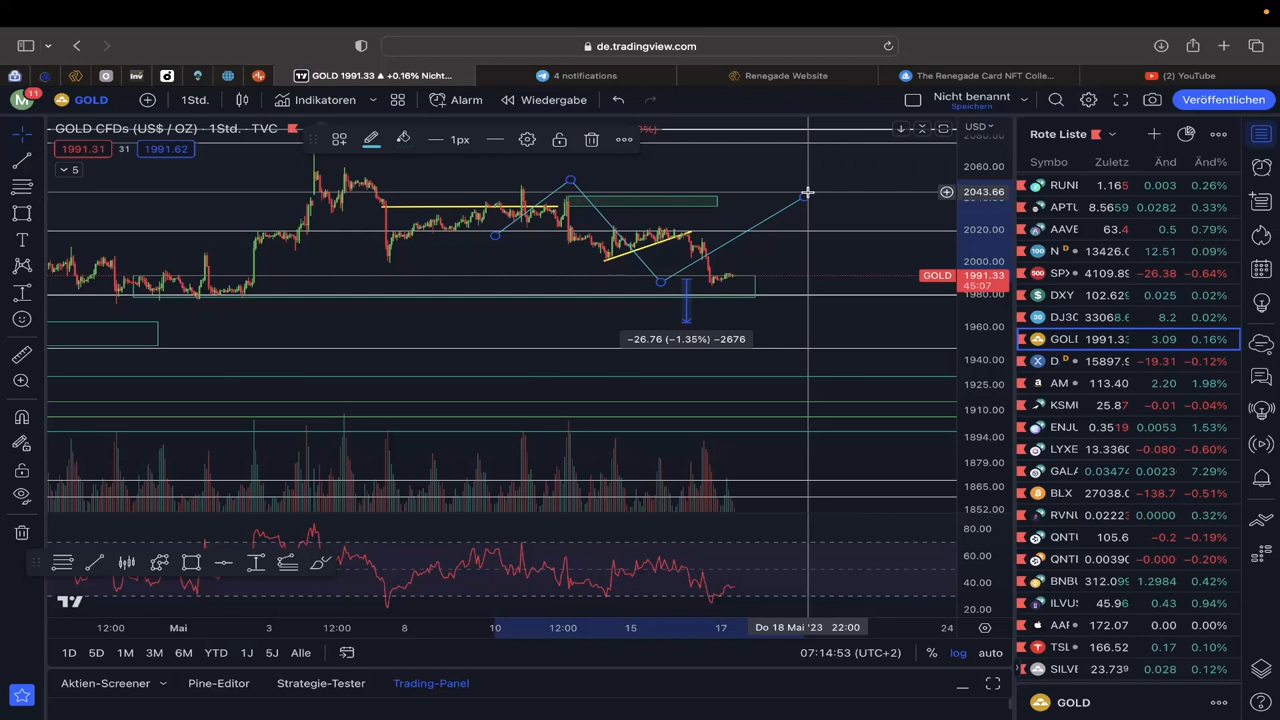 de.tradingview.com
GOLD 1991.33 ▲ +0.16% Nicht...
4 notifications
Renegade Website
The Renegade Card NFT Colle...
(2) YouTube
M 11 GOLD 1Std. Indikatoren Alarm Wiedergabe
Nicht benannt
Speichern
Veröffentlichen
GOLD CFDs (US$ / OZ) · 1Std. · TVC
1991.31 31 1991.62
5
1px
USD
2080.00
2060.00
2043.66
2020.00
2000.00
GOLD 1991.33
45:07
1980.00
1960.00
1940.00
1925.00
1910.00
1894.00
1879.00
1865.00
1852.00
80.00
60.00
40.00
20.00
−26.76 (−1.35%) −2676
12:00 Mai 3 12:00 8 10 12:00 15 17 Do 18 Mai '23 22:00 24
1D 5D 1M 3M 6M YTD 1J 5J Alle
07:14:53 (UTC+2) % log auto
Aktien-Screener Pine-Editor Strategie-Tester Trading-Panel
Rote Liste
Symbo Zuletz Änd Änd%
RUNI 1.165 0.003 0.26%
APTU 8.5659 0.0282 0.33%
AAVE 63.4 0.5 0.79%
N D 13426.0 12.51 0.09%
SPX 4109.89 −26.38 −0.64%
DXY 102.629 0.025 0.02%
DJ30 33068.8 8.2 0.02%
GOLD 1991.33 3.09 0.16%
D. D 15897.9 −19.31 −0.12%
AM 113.40 2.20 1.98%
KSM 25.87 −0.01 −0.04%
ENJU 0.3519 0.0053 1.53%
LYXE 13.3360 −0.080 −0.60%
GALA 0.03474 0.0023 7.29%
BLX 27038.0 −138.7 −0.51%
RVNU 0.02223 0.0000 0.32%
QNT 105.6 −0.2 −0.19%
QNT 0.00390 −0.000 −0.20%
BNBU 312.099 1.2984 0.42%
ILVUS 45.96 0.43 0.94%
AAP 172.07 0.00 0.00%
TSL 166.52 0.17 0.10%
SILVE 23.739 0.028 0.12%
GOLD